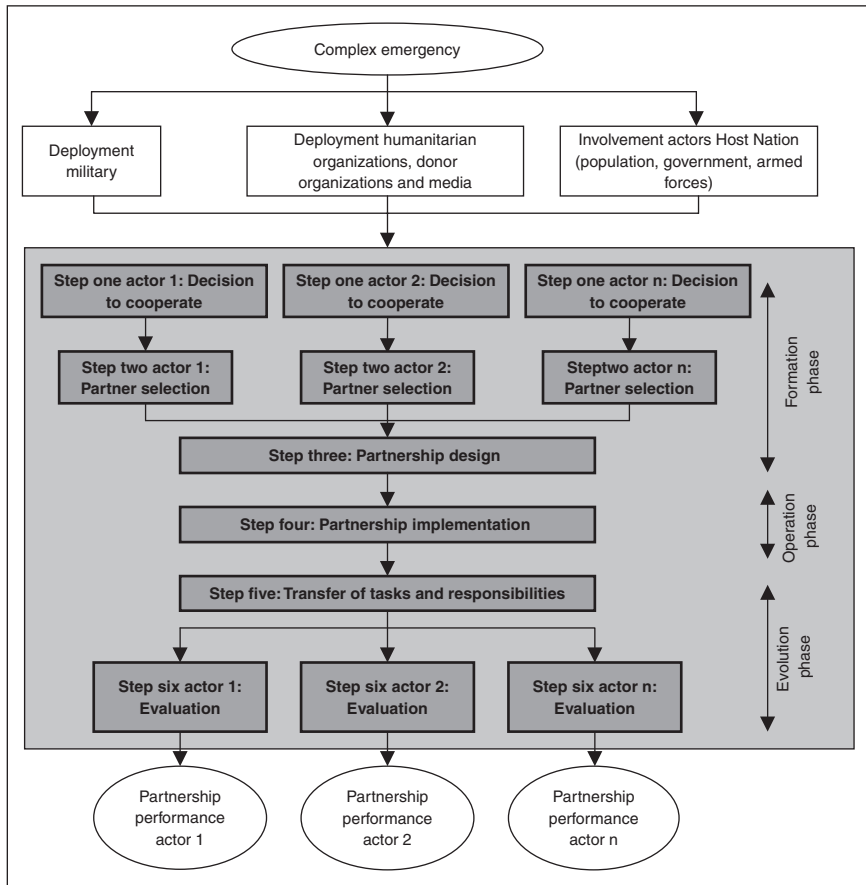 Complex emergency
Deployment
military
Deployment humanitarian
organizations, donor
organizations and media
Involvement actors Host Nation
(population, government, armed
forces)
Step one actor 1: Decision
to cooperate
Step one actor 2: Decision
to cooperate
Step one actor n: Decision
to cooperate
Step two actor 1:
Partner selection
Step two actor 2:
Partner selection
Steptwo actor n:
Partner selection
Formation
phase
Step three: Partnership design
Step four: Partnership implementation
Operation
phase
Step five: Transfer of tasks and responsibilities
Step six actor 1:
Evaluation
Step six actor 2:
Evaluation
Step six actor n:
Evaluation
Evolution
phase
Partnership
performance
actor 1
Partnership
performance
actor 2
Partnership
performance
actor n